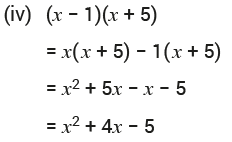 (iv) (x – 1)(x + 5)
= x(x + 5) – 1(x + 5)
= x² + 5x – x – 5
= x² + 4x – 5